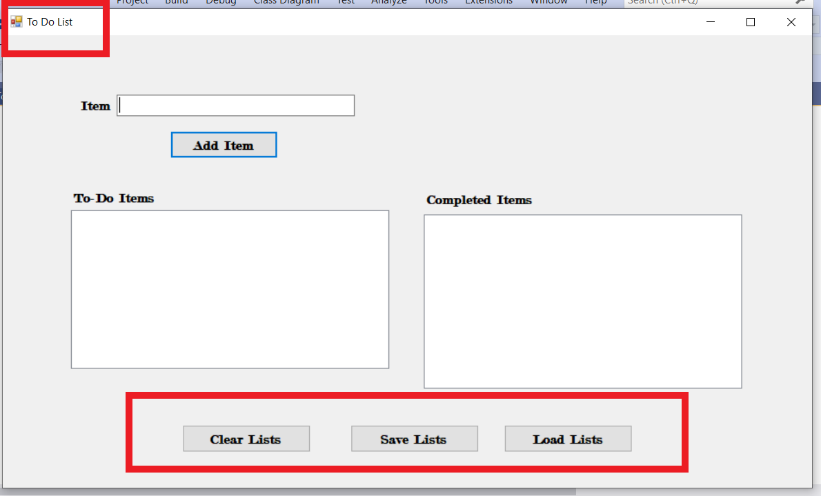 Project Build Debug Class Diagram Test Analyze Tools Extensions Window Help Search (Ctrl+Q)
To Do List
Item
Add Item
To-Do Items
Completed Items
Clear Lists Save Lists Load Lists